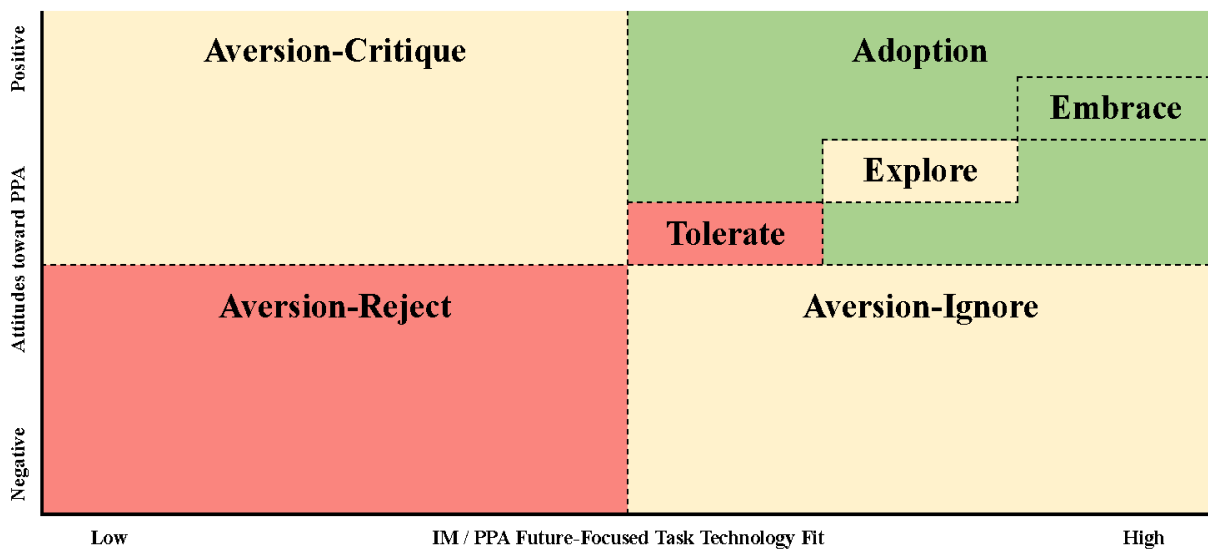 Positive
Attitudes toward PPA
Negative
Aversion-Critique
Adoption
Embrace
Explore
Tolerate
Aversion-Reject
Aversion-Ignore
Low
IM / PPA Future-Focused Task Technology Fit
High